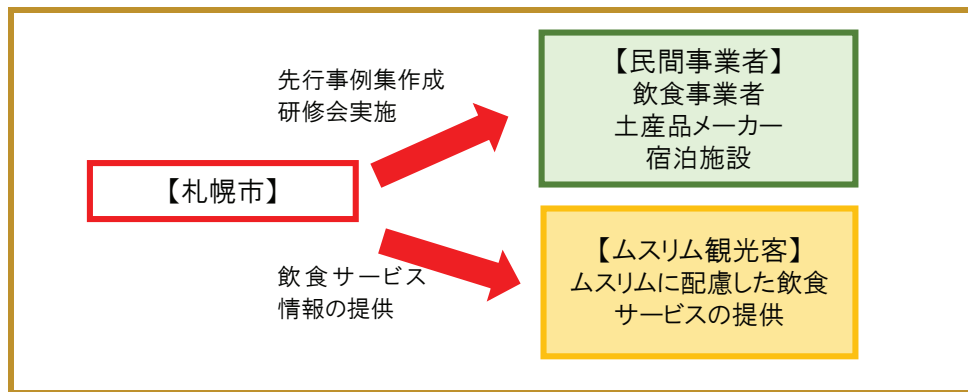 先行事例集作成
研修会実施
【札幌市】
飲食サービス
情報の提供
【民間事業者】
飲食事業者
土産品メーカー
宿泊施設
【ムスリム観光客】
ムスリムに配慮した飲食
サービスの提供